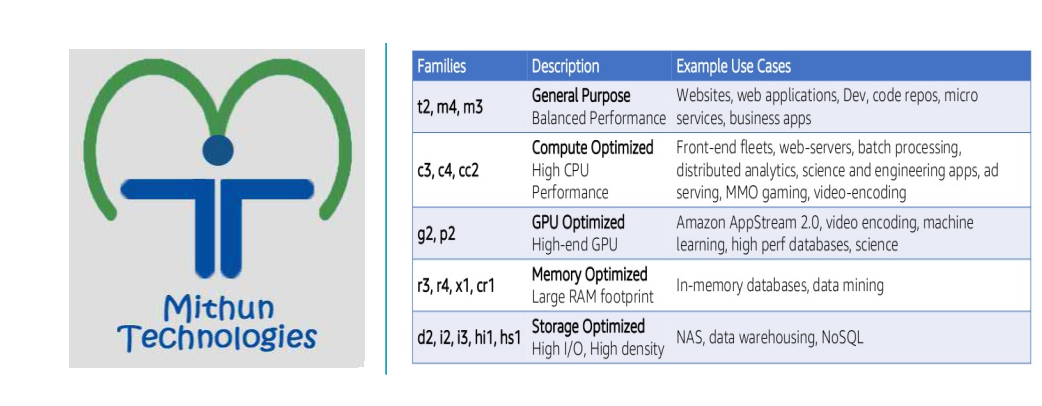 Mithun
Technologies
Families Description Example Use Cases
t2, m4, m3
General Purpose
Balanced Performance
Websites, web applications, Dev, code repos, micro
services, business apps
c3, c4, cc2
Compute Optimized
High CPU
Performance
Front-end fleets, web-servers, batch processing,
distributed analytics, science and engineering apps, ad
serving, MMO gaming, video-encoding
g2, p2
GPU Optimized
High-end GPU
Amazon AppStream 2.0, video encoding, machine
learning, high perf databases, science
r3, r4, x1, cr1
Memory Optimized
Large RAM footprint
In-memory databases, data mining
d2, i2, i3, hi1, hs1
Storage Optimized
High I/O, High density
NAS, data warehousing, NoSQL